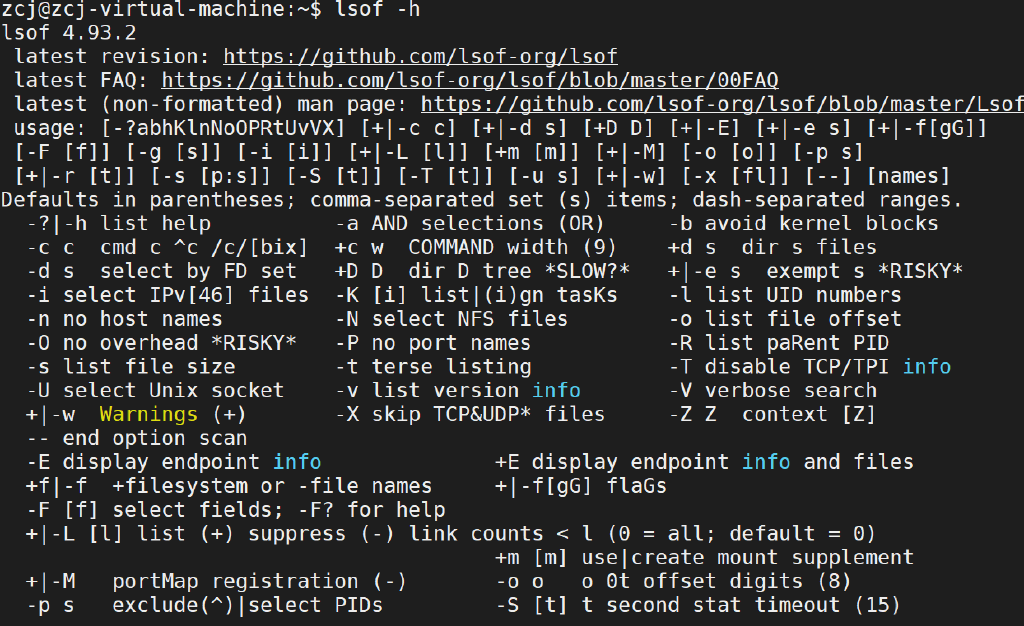 zcj@zcj-virtual-machine:~$ lsof -h
lsof 4.93.2
 latest revision: https://github.com/lsof-org/lsof
 latest FAQ: https://github.com/lsof-org/lsof/blob/master/00FAQ
 latest (non-formatted) man page: https://github.com/lsof-org/lsof/blob/master/Lsof
 usage: [-?abhKlnNoOPRtUvVX] [+|-c c] [+|-d s] [+D D] [+|-E] [+|-e s] [+|-f[gG]]
 [-F [f]] [-g [s]] [-i [i]] [+|-L [l]] [+m [m]] [+|-M] [-o [o]] [-p s]
 [+|-r [t]] [-s [p:s]] [-S [t]] [-T [t]] [-u s] [+|-w] [-x [fl]] [--] [names]
Defaults in parentheses; comma-separated set (s) items; dash-separated ranges.
  -?|-h list help          -a AND selections (OR)     -b avoid kernel blocks
  -c c  cmd c ^c /c/[bix]  +c w  COMMAND width (9)    +d s  dir s files
  -d s  select by FD set   +D D  dir D tree *SLOW?*   +|-e s  exempt s *RISKY*
  -i select IPv[46] files  -K [i] list|(i)gn tasKs    -l list UID numbers
  -n no host names         -N select NFS files        -o list file offset
  -O no overhead *RISKY*   -P no port names           -R list paRent PID
  -s list file size        -t terse listing           -T disable TCP/TPI info
  -U select Unix socket    -v list version info       -V verbose search
  +|-w  Warnings (+)       -X skip TCP&UDP* files     -Z Z  context [Z]
  -- end option scan
  -E display endpoint info              +E display endpoint info and files
  +f|-f  +filesystem or -file names     +|-f[gG] flaGs
  -F [f] select fields; -F? for help
  +|-L [l] list (+) suppress (-) link counts < l (0 = all; default = 0)
                                        +m [m] use|create mount supplement
  +|-M   portMap registration (-)       -o o   o 0t offset digits (8)
  -p s   exclude(^)|select PIDs         -S [t] t second stat timeout (15)